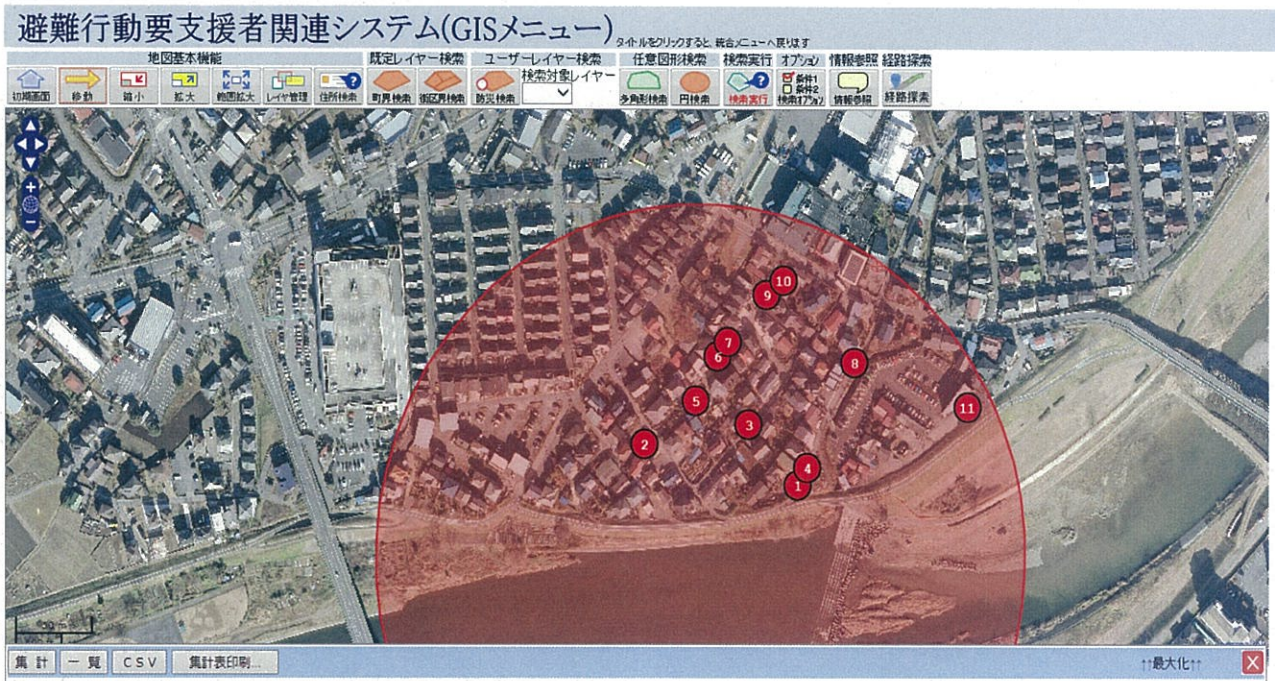 避難行動要支援者関連システム(GISメニュー)
タイトルをクリックすると、統合メニューへ戻ります
地図基本機能 既定レイヤー検索 ユーザーレイヤー検索 任意図形検索 検索実行 オプション 情報参照 経路探索
検索対象レイヤー
条件1
条件2
初期画面 移動 縮小 拡大 範囲拡大 レイヤ管理 住所検索 町界検索 街区界検索 防災検索 多角形検索 円検索 検索実行 検索オプション 情報参照 経路探索
10
9
7
6
8
5
11
3
2
4
1
集計 一覧 CSV 集計表印刷... ↑↑最大化↑↑